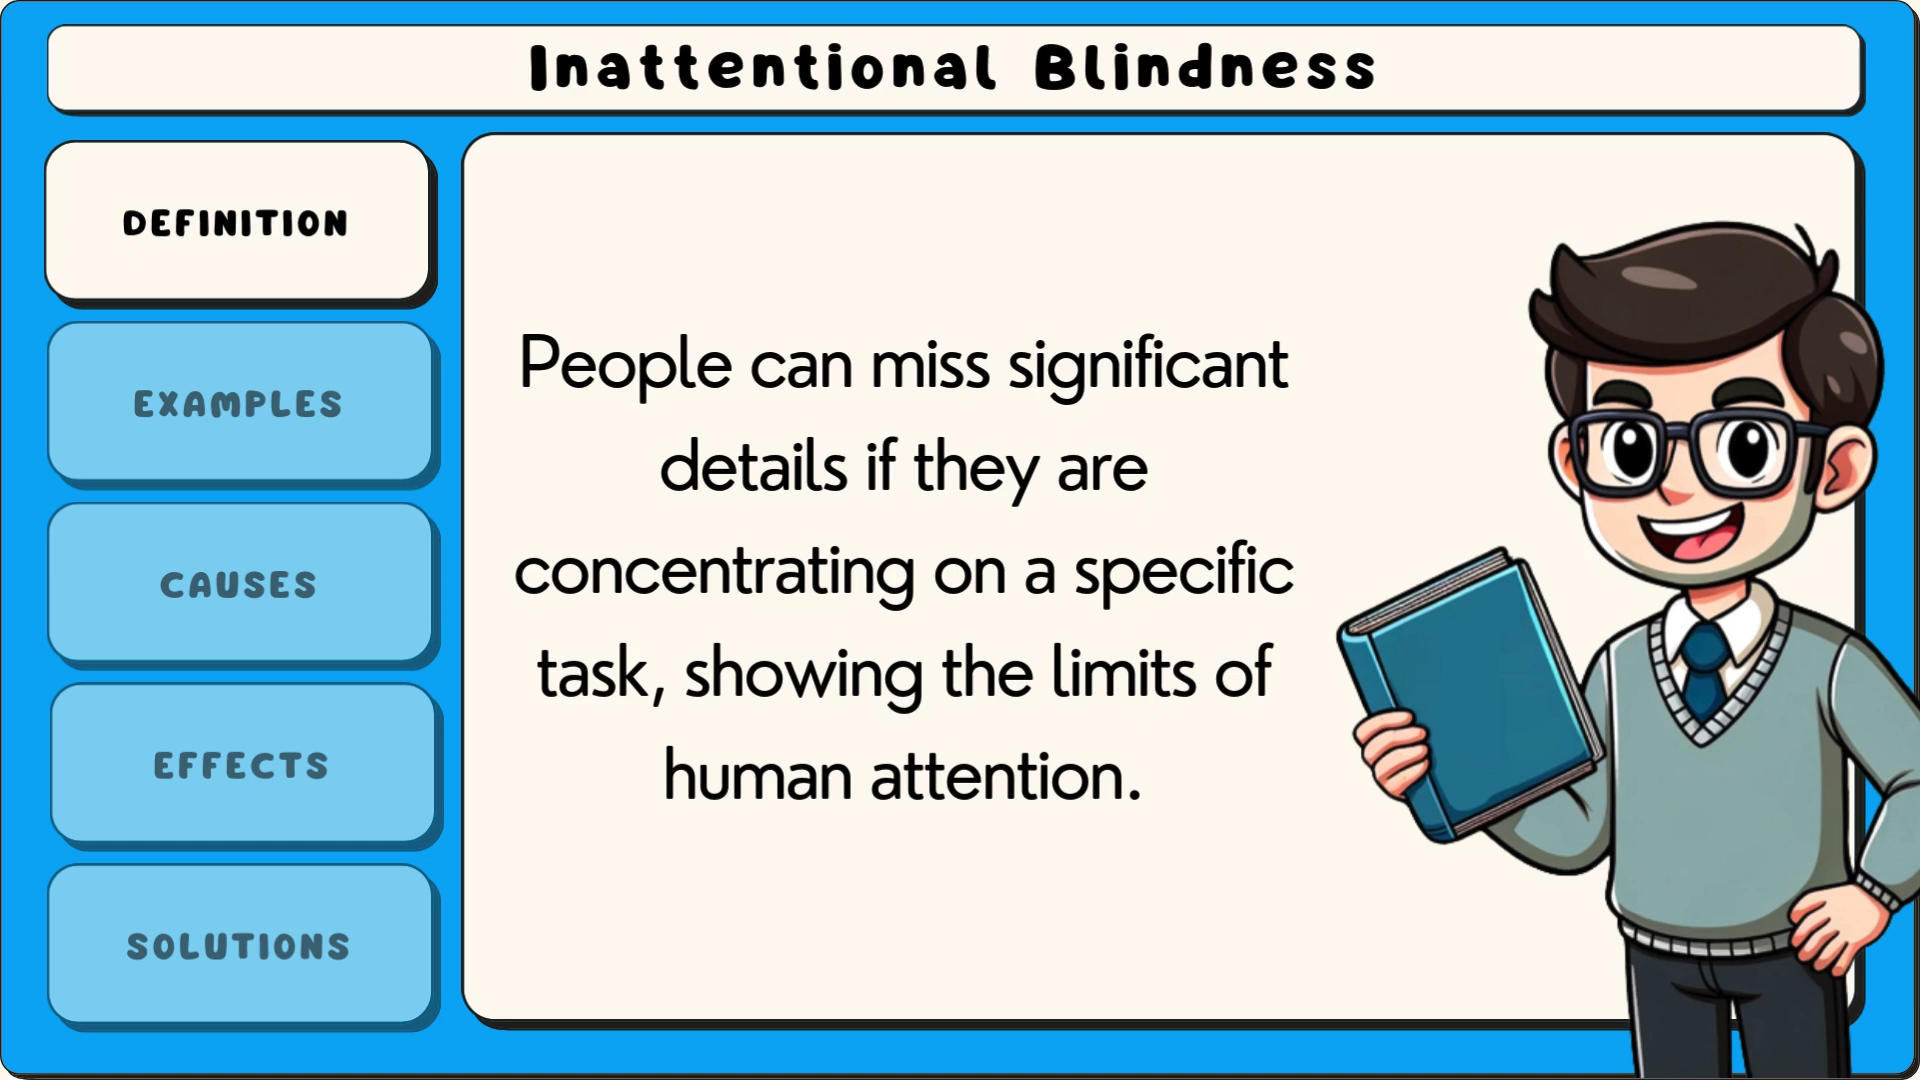 Inattentional Blindness
DEFINITION
EXAMPLES
CAUSES
EFFECTS
SOLUTIONS
People can miss significant
details if they are
concentrating on a specific
task, showing the limits of
human attention.